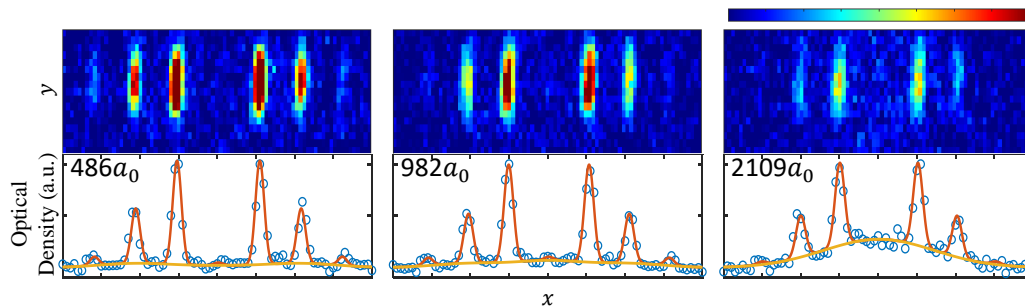 y
Optical
Density (a.u.)
486a₀
982a₀
2109a₀
x